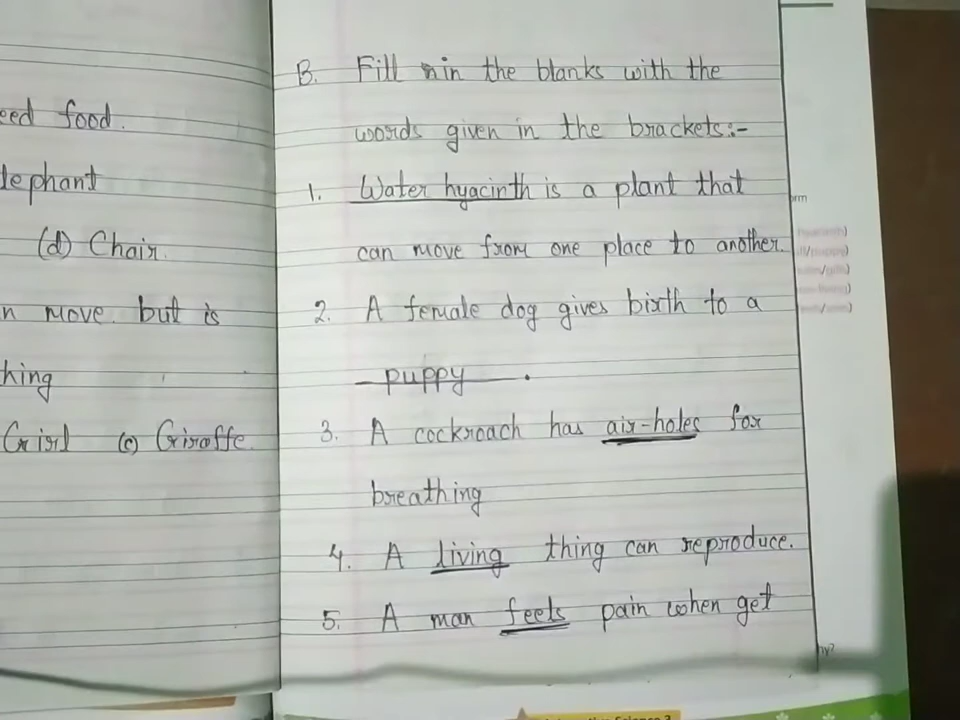 eed food.
lephant
(d) Chair.
n move but is
hing
Girl (c) Giraffe
B. Fill in the blanks with the
words given in the brackets:-
1. Water hyacinth is a plant that
can move from one place to another.
2. A female dog gives birth to a
puppy.
3. A cockroach has air-holes for
breathing
4. A living thing can reproduce.
5. A man feels pain when get